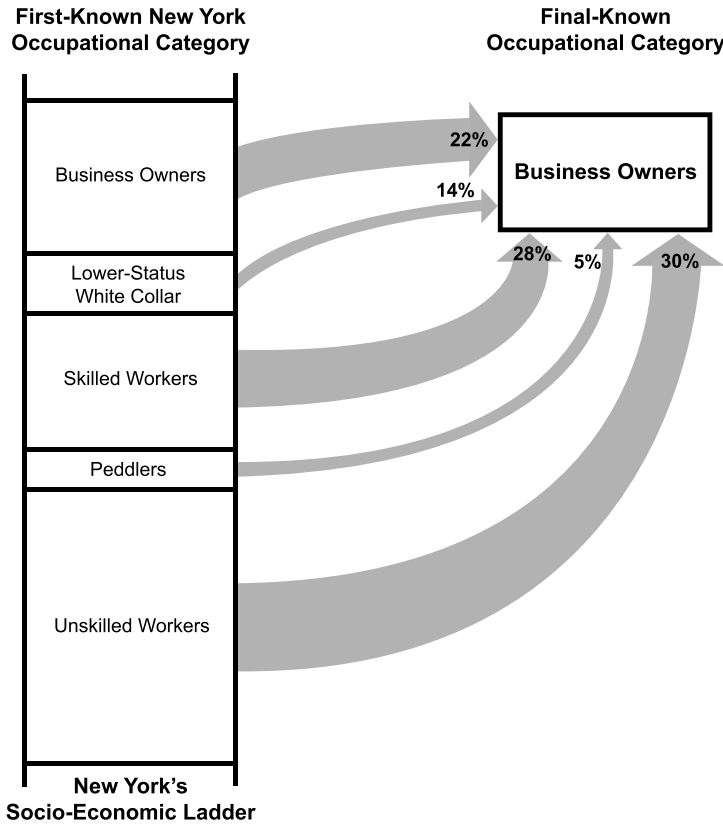 First-Known New York
Occupational Category
Final-Known
Occupational Category
Business Owners
22%
Business Owners
14%
Lower-Status
White Collar
28%
5%
30%
Skilled Workers
Peddlers
Unskilled Workers
New York’s
Socio-Economic Ladder